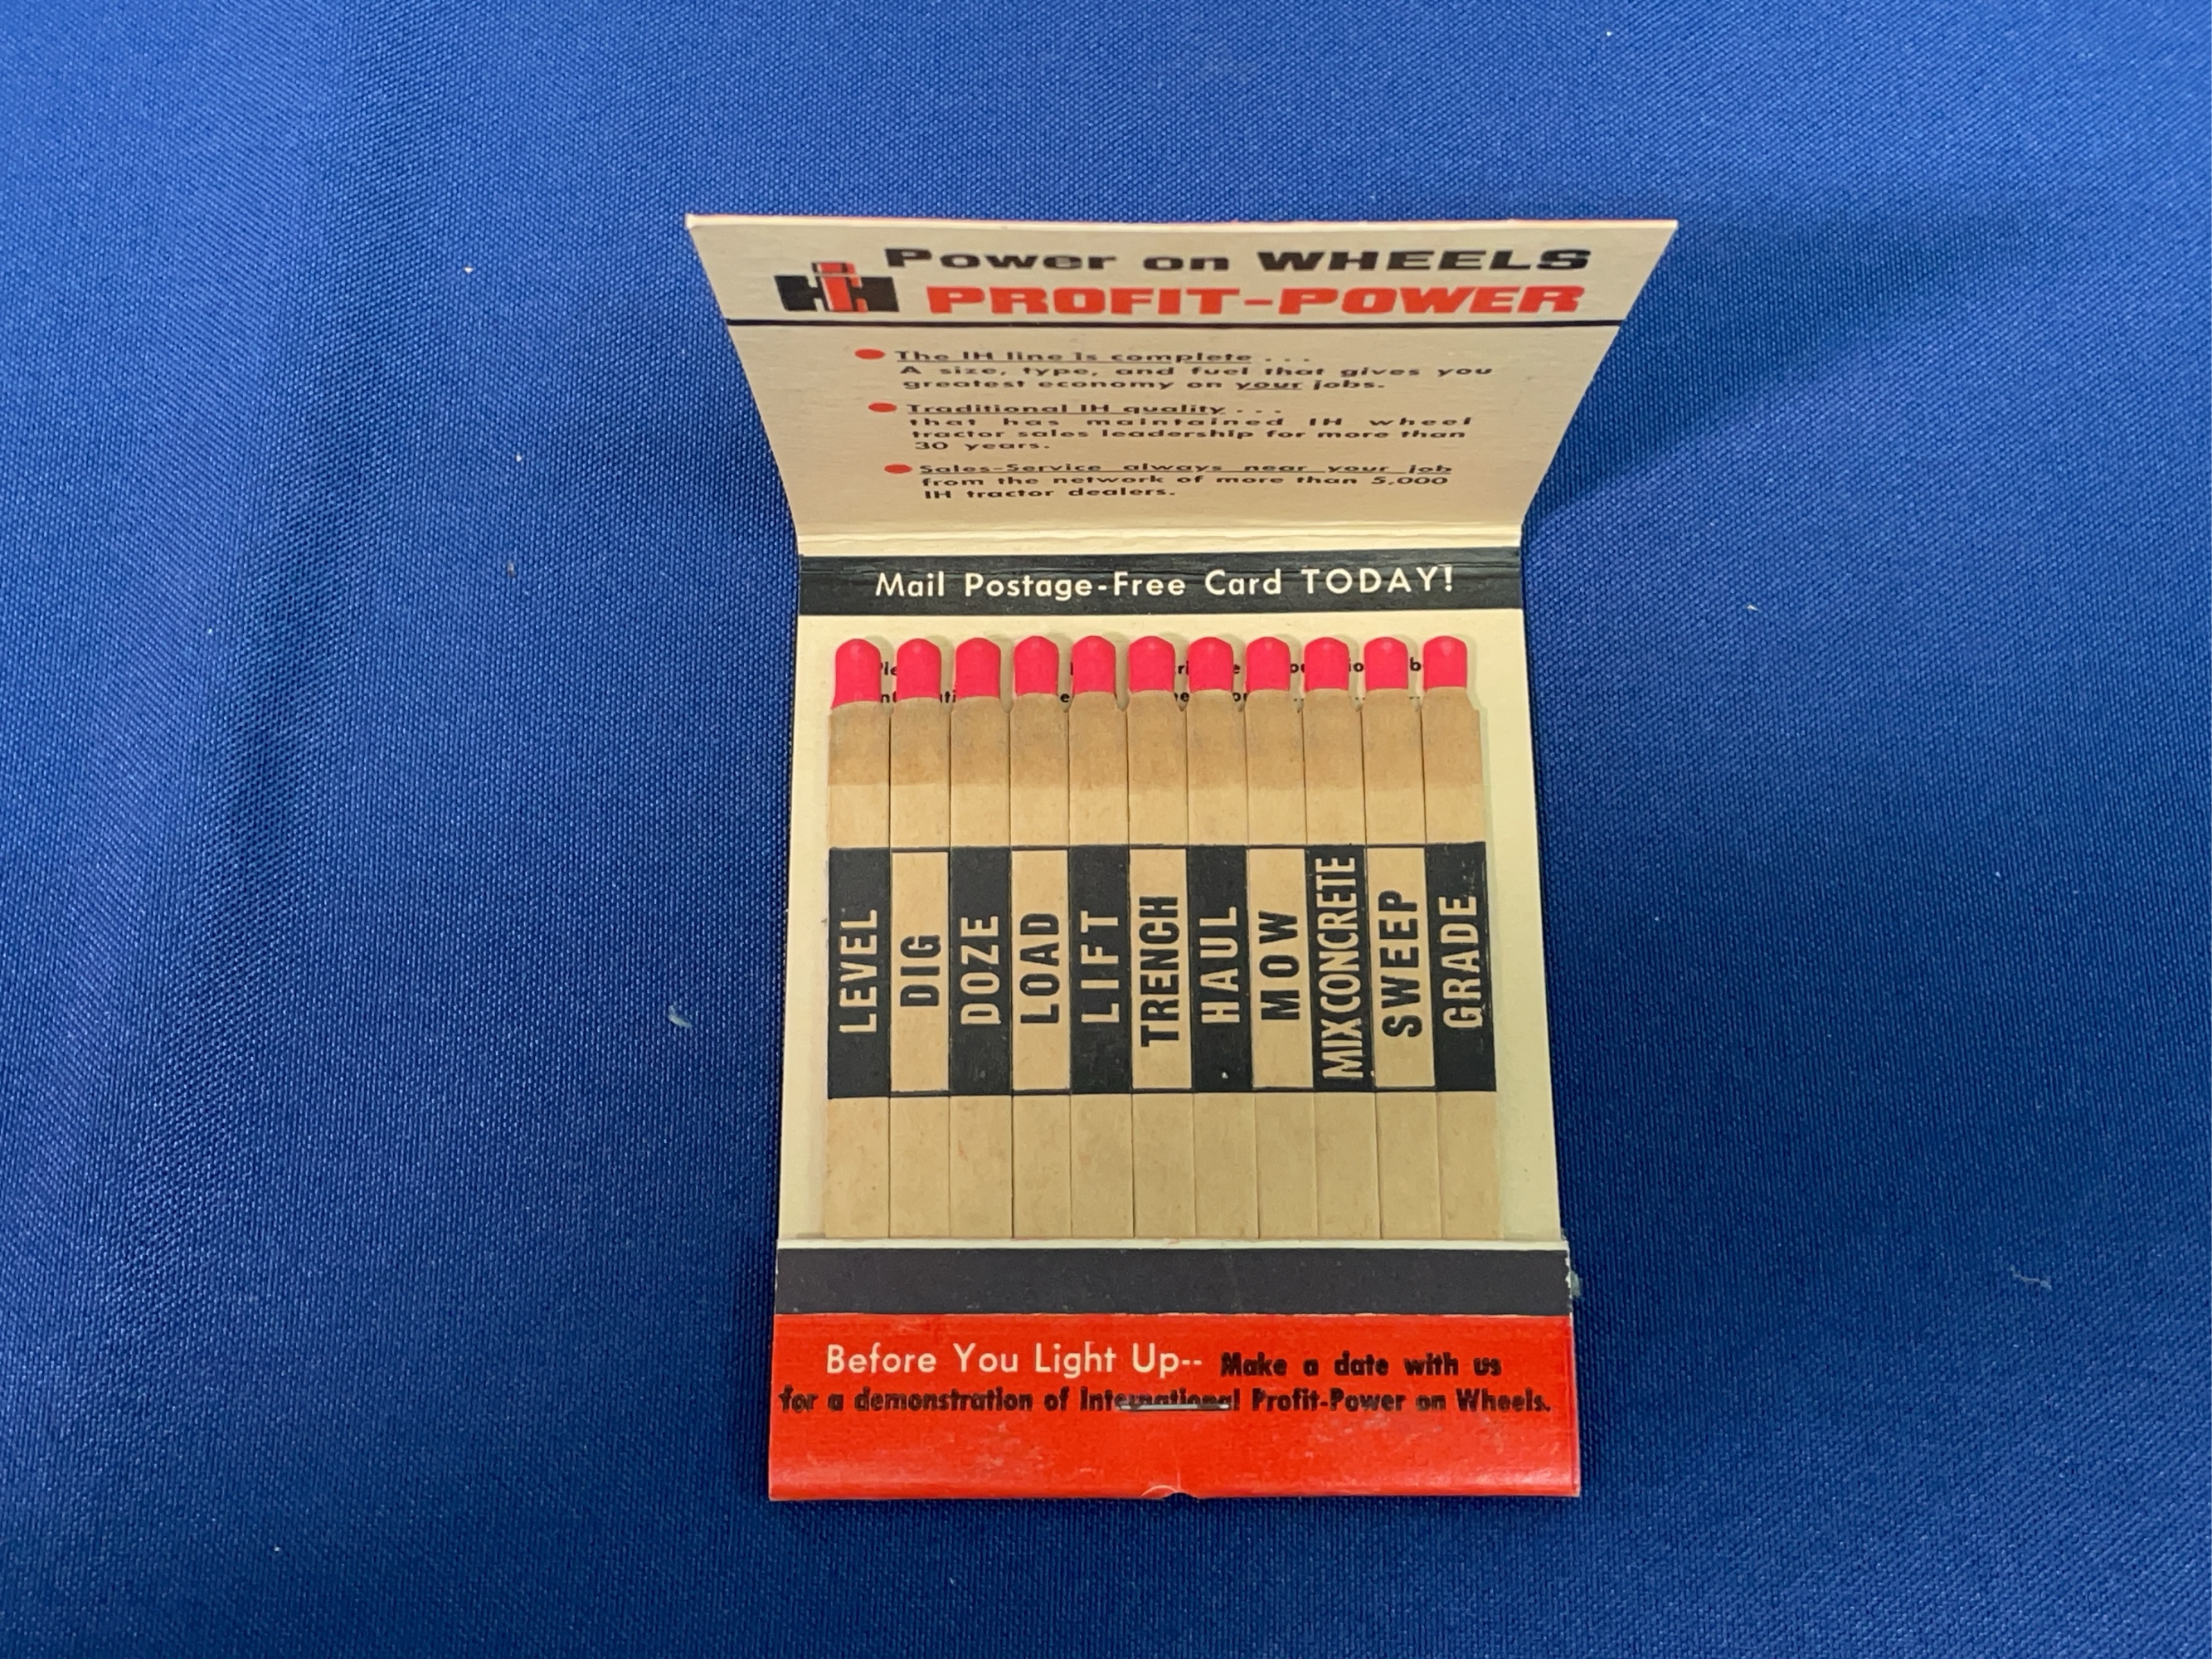 Power on WHEELS
IH PROFIT-POWER
The IH line is complete . . .
A size, type, and fuel that gives you
greatest economy on your jobs.
Traditional IH quality . . .
that has maintained IH wheel
tractor sales leadership for more than
30 years.
Sales-Service always near your job
from the network of more than 5,000
IH tractor dealers.
Mail Postage-Free Card TODAY!
LEVEL
DIG
DOZE
LOAD
LIFT
TRENCH
HAUL
MOW
MIX CONCRETE
SWEEP
GRADE
Before You Light Up-- Make a date with us
for a demonstration of International Profit-Power on Wheels.